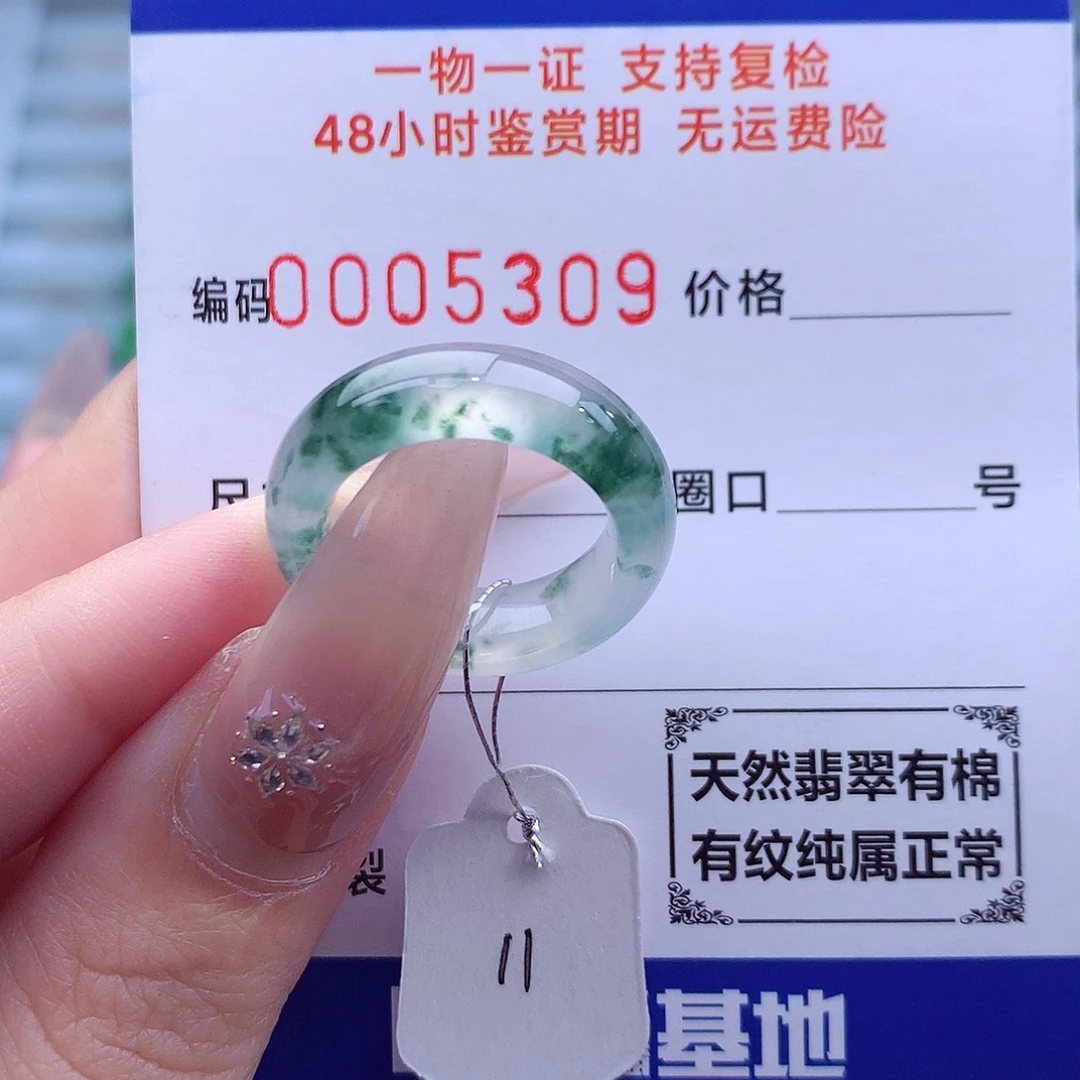 一物一证 支持复检
48小时鉴赏期 无运费险
编码0005309 价格
圈口 号
天然翡翠有棉
有纹纯属正常
裂
11
基地